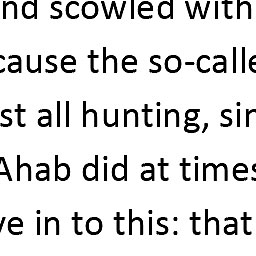 nd scowled with
cause the so-calle
st all hunting, sin
Ahab did at times
ve in to this: that